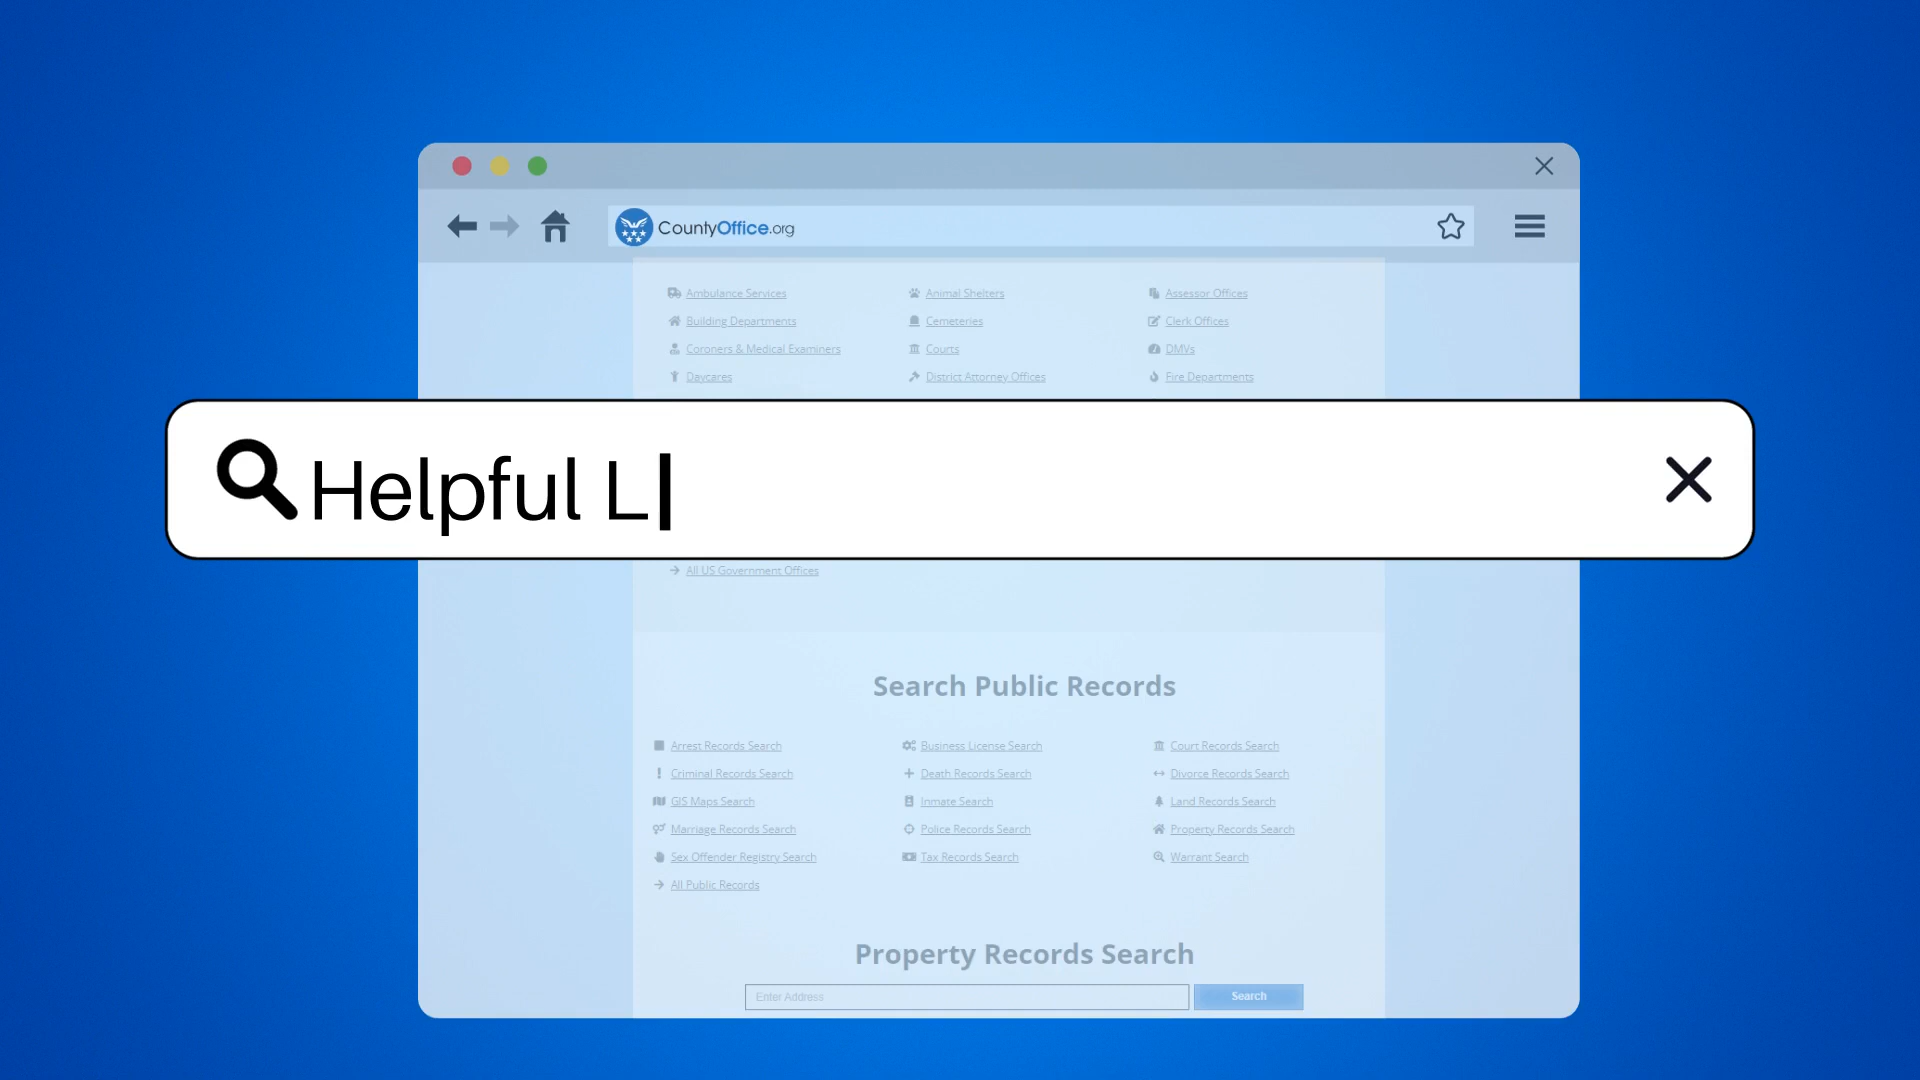 CountyOffice.org
Ambulance Services Animal Shelters Assessor Offices
Building Departments Cemeteries Clerk Offices
Coroners & Medical Examiners Courts DMVs
Daycares District Attorney Offices Fire Departments
Helpful L
All US Government Offices
Search Public Records
Arrest Records Search Business License Search Court Records Search
Criminal Records Search Death Records Search Divorce Records Search
GIS Maps Search Inmate Search Land Records Search
Marriage Records Search Police Records Search Property Records Search
Sex Offender Registry Search Tax Records Search Warrant Search
All Public Records
Property Records Search
Enter Address Search